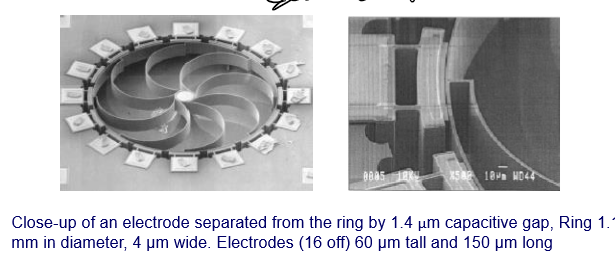 0005 10KV X500 10µm WD44
Close-up of an electrode separated from the ring by 1.4 µm capacitive gap, Ring 1.1
mm in diameter, 4 µm wide. Electrodes (16 off) 60 µm tall and 150 µm long